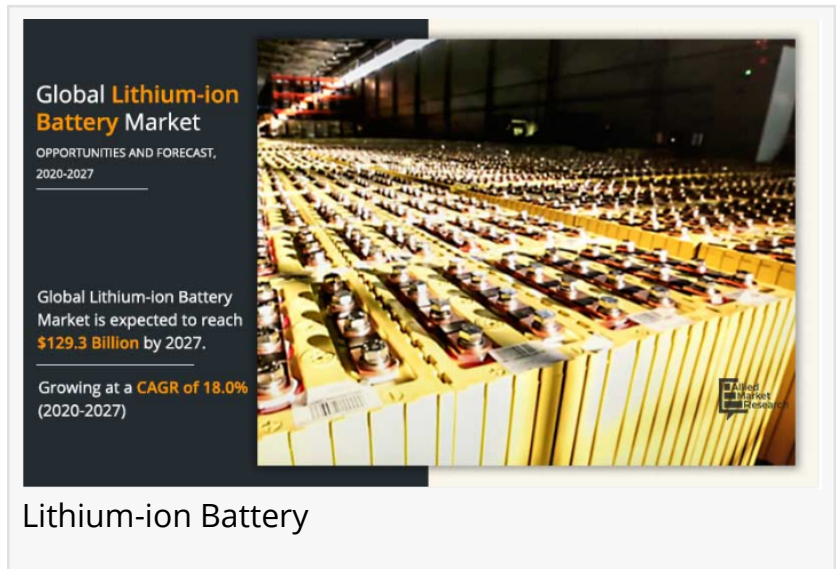 Global Lithium-ion
Battery Market
OPPORTUNITIES AND FORECAST,
2020-2027
Global Lithium-ion Battery
Market is expected to reach
$129.3 Billion by 2027.
Growing at a CAGR of 18.0%
(2020-2027)
Allied
Market
Research
Lithium-ion Battery